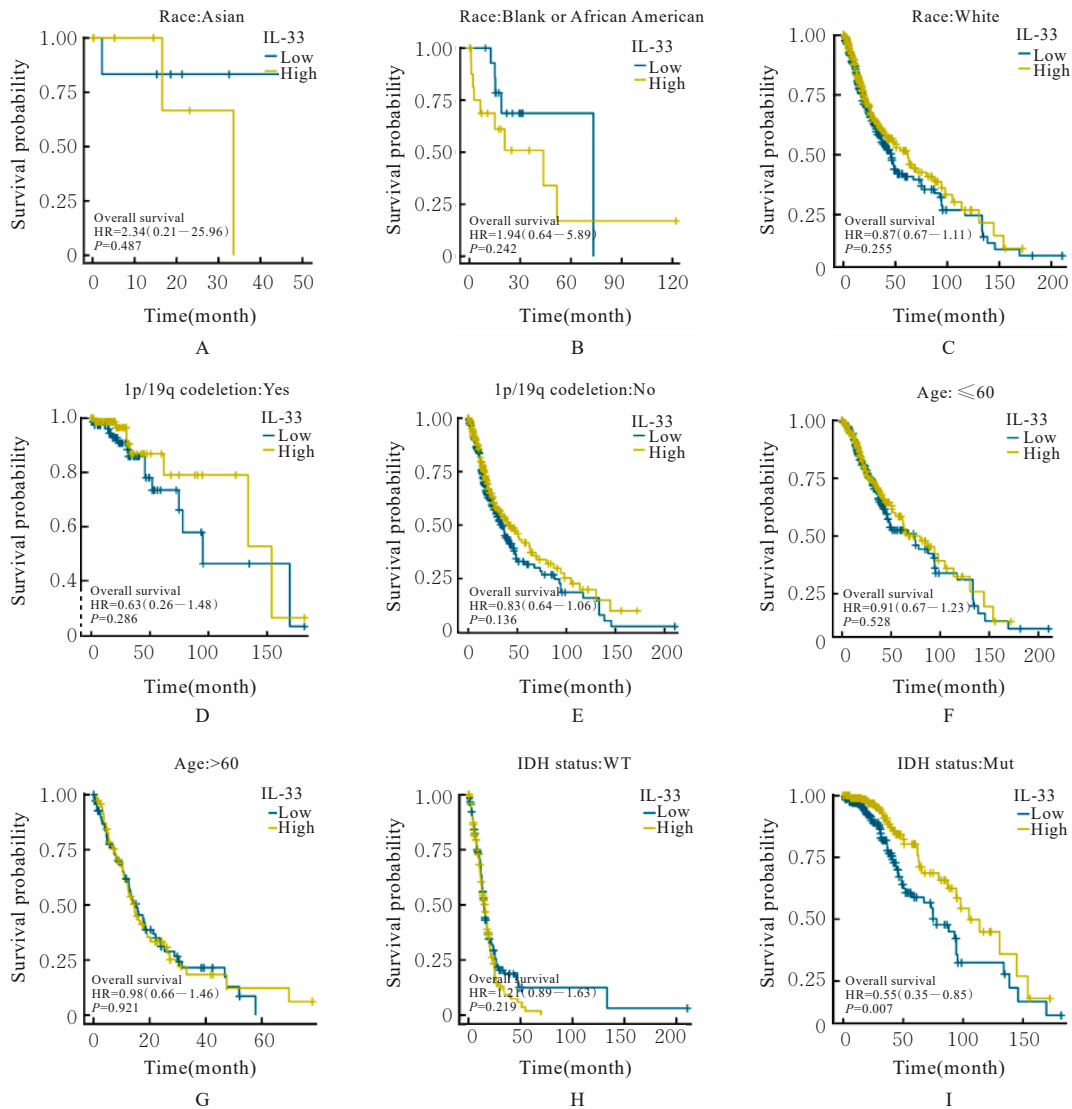 Race:Asian
IL-33
Low
High
Survival probability
1.00
0.75
0.50
0.25
0
Overall survival
HR=2.34(0.21-25.96)
P=0.487
0 10 20 30 40 50
Time(month)
A
Race:Blank or African American
IL-33
Low
High
Survival probability
1.00
0.75
0.50
0.25
0
Overall survival
HR=1.94(0.64-5.89)
P=0.242
0 30 60 90 120
Time(month)
B
Race:White
IL-33
Low
High
Survival probability
1.00
0.75
0.50
0.25
0
Overall survival
HR=0.87(0.67-1.11)
P=0.255
0 50 100 150 200
Time(month)
C
1p/19q codeletion:Yes
IL-33
Low
High
Survival probability
1.0
0.8
0.6
0.4
0
Overall survival
HR=0.63(0.26-1.48)
P=0.286
0 50 100 150
Time(month)
D
1p/19q codeletion:No
IL-33
Low
High
Survival probability
1.00
0.75
0.50
0.25
0
Overall survival
HR=0.83(0.64-1.06)
P=0.136
0 50 100 150 200
Time(month)
E
Age: ≤60
IL-33
Low
High
Survival probability
1.00
0.75
0.50
0.25
0
Overall survival
HR=0.91(0.67-1.23)
P=0.528
0 50 100 150 200
Time(month)
F
Age:>60
IL-33
Low
High
Survival probability
1.00
0.75
0.50
0.25
0
Overall survival
HR=0.98(0.66-1.46)
P=0.921
0 20 40 60
Time(month)
G
IDH status:WT
IL-33
Low
High
Survival probability
1.00
0.75
0.50
0.25
0
Overall survival
HR=1.21(0.89-1.63)
P=0.219
0 50 100 150 200
Time(month)
H
IDH status:Mut
IL-33
Low
High
Survival probability
1.00
0.75
0.50
0.25
0
Overall survival
HR=0.55(0.35-0.85)
P=0.007
0 50 100 150
Time(month)
I